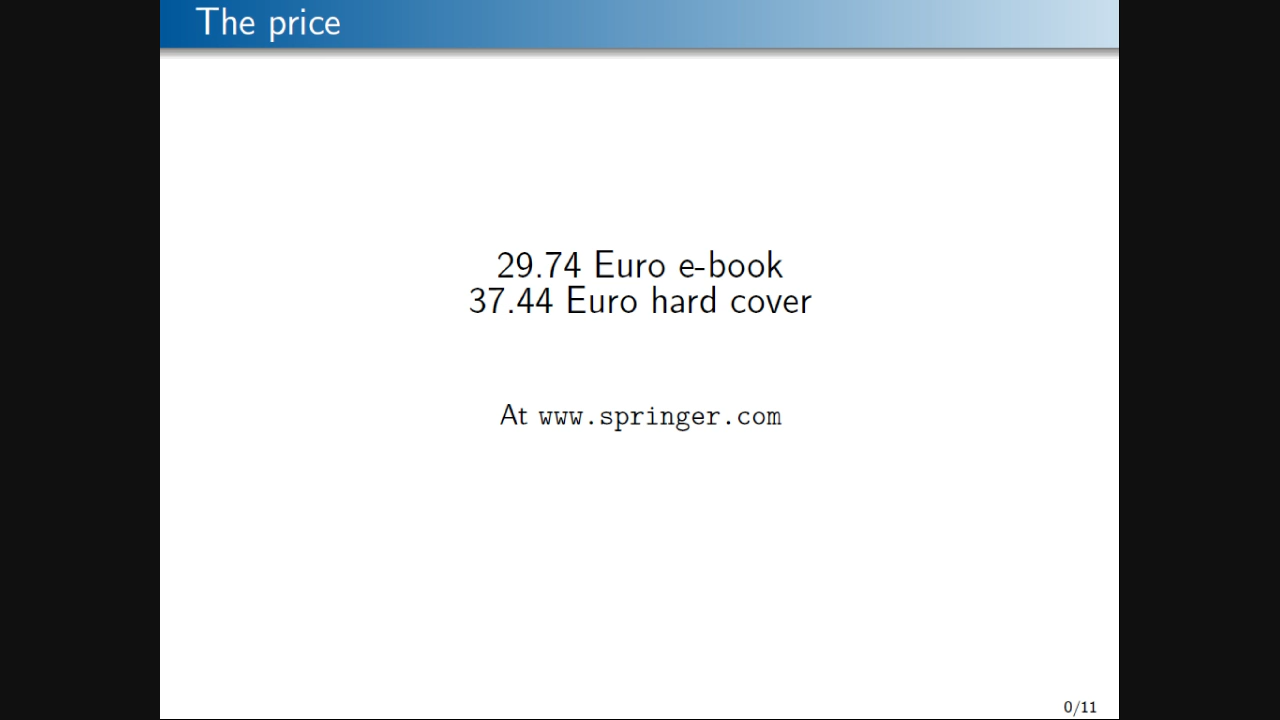 The price
29.74 Euro e-book
37.44 Euro hard cover
At www.springer.com
0/11